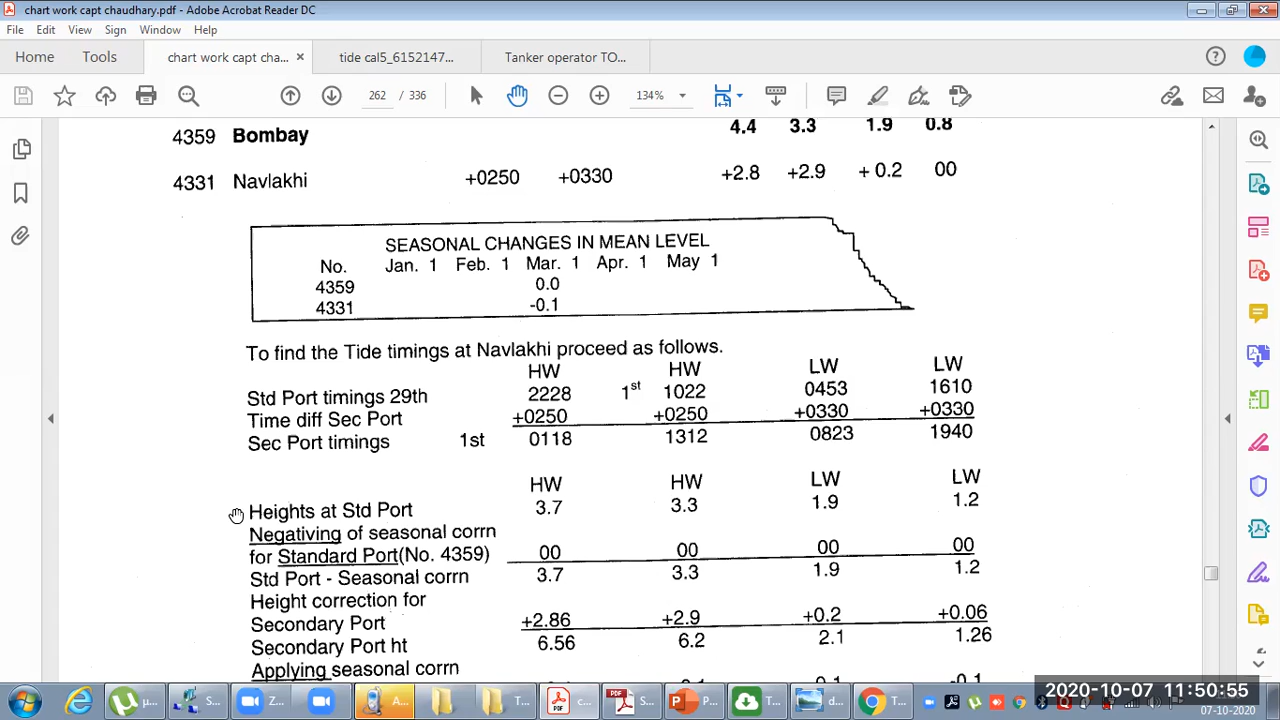 chart work capt chaudhary.pdf - Adobe Acrobat Reader DC
File Edit View Sign Window Help
Home Tools chart work capt cha... × tide cal5_6152147... Tanker operator TO...
262 / 336 134%
4359 Bombay 4.4 3.3 1.9 0.8
4331 Navlakhi +0250 +0330 +2.8 +2.9 + 0.2 00
SEASONAL CHANGES IN MEAN LEVEL
No. Jan. 1 Feb. 1 Mar. 1 Apr. 1 May 1
4359 0.0
4331 -0.1
To find the Tide timings at Navlakhi proceed as follows.
HW HW LW LW
Std Port timings 29th 2228 1st 1022 0453 1610
Time diff Sec Port +0250 +0250 +0330 +0330
Sec Port timings 1st 0118 1312 0823 1940
HW HW LW LW
Heights at Std Port 3.7 3.3 1.9 1.2
Negativing of seasonal corrn
for Standard Port(No. 4359) 00 00 00 00
Std Port - Seasonal corrn 3.7 3.3 1.9 1.2
Height correction for
Secondary Port +2.86 +2.9 +0.2 +0.06
Secondary Port ht 6.56 6.2 2.1 1.26
Applying seasonal corrn
µ... S... Z... A... T... c... S... P... T... d... T...
2020-10-07 11:50:55
07-10-2020